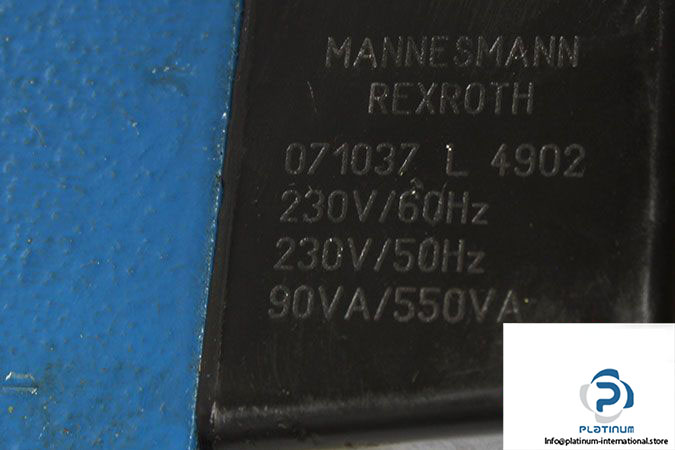 MANNESMANN
REXROTH
071037 L 4902
230V/60Hz
230V/50Hz
90VA/550VA
PLATINUM
Info@platinum-international.store